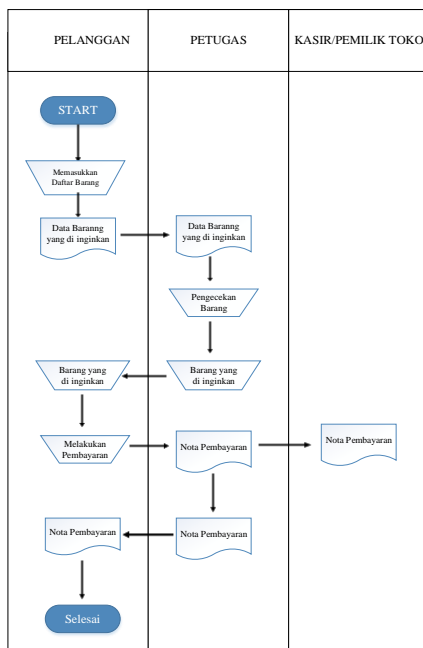 PELANGGAN
PETUGAS
KASIR/PEMILIK TOKO
START
Memasukkan
Daftar Barang
Data Baranng
yang di inginkan
Data Baranng
yang di inginkan
Pengecekan
Barang
Barang yang
di inginkan
Barang yang
di inginkan
Melakukan
Pembayaran
Nota Pembayaran
Nota Pembayaran
Nota Pembayaran
Nota Pembayaran
Selesai